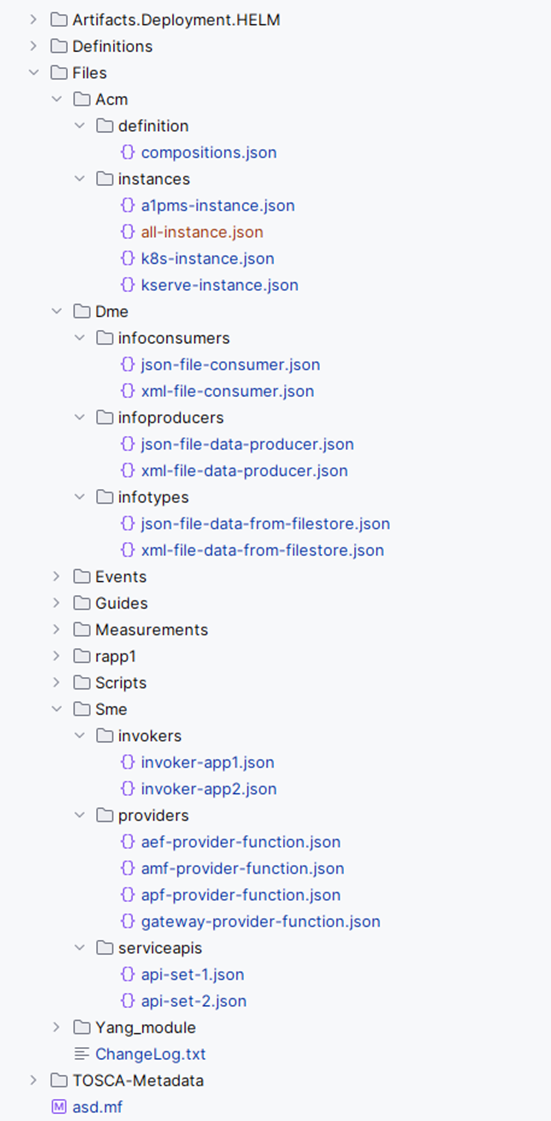 Artifacts.Deployment.HELM
Definitions
Files
Acm
definition
compositions.json
instances
a1pms-instance.json
all-instance.json
k8s-instance.json
kserve-instance.json
Dme
infoconsumers
json-file-consumer.json
xml-file-consumer.json
infoproducers
json-file-data-producer.json
xml-file-data-producer.json
infotypes
json-file-data-from-filestore.json
xml-file-data-from-filestore.json
Events
Guides
Measurements
rapp1
Scripts
Sme
invokers
invoker-app1.json
invoker-app2.json
providers
aef-provider-function.json
amf-provider-function.json
apf-provider-function.json
gateway-provider-function.json
serviceapis
api-set-1.json
api-set-2.json
Yang_module
ChangeLog.txt
TOSCA-Metadata
asd.mf